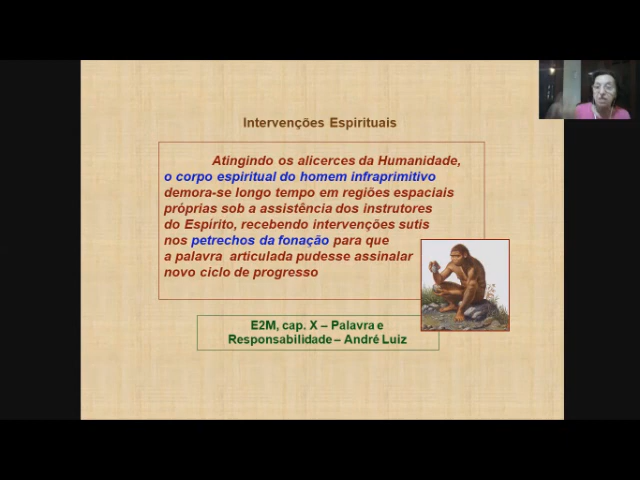 Intervenções Espirituais
Atingindo os alicerces da Humanidade,
o corpo espiritual do homem infraprimitivo
demora-se longo tempo em regiões espaciais
próprias sob a assistência dos instrutores
do Espírito, recebendo intervenções sutis
nos petrechos da fonação para que
a palavra articulada pudesse assinalar
novo ciclo de progresso
E2M, cap. X – Palavra e
Responsabilidade – André Luiz